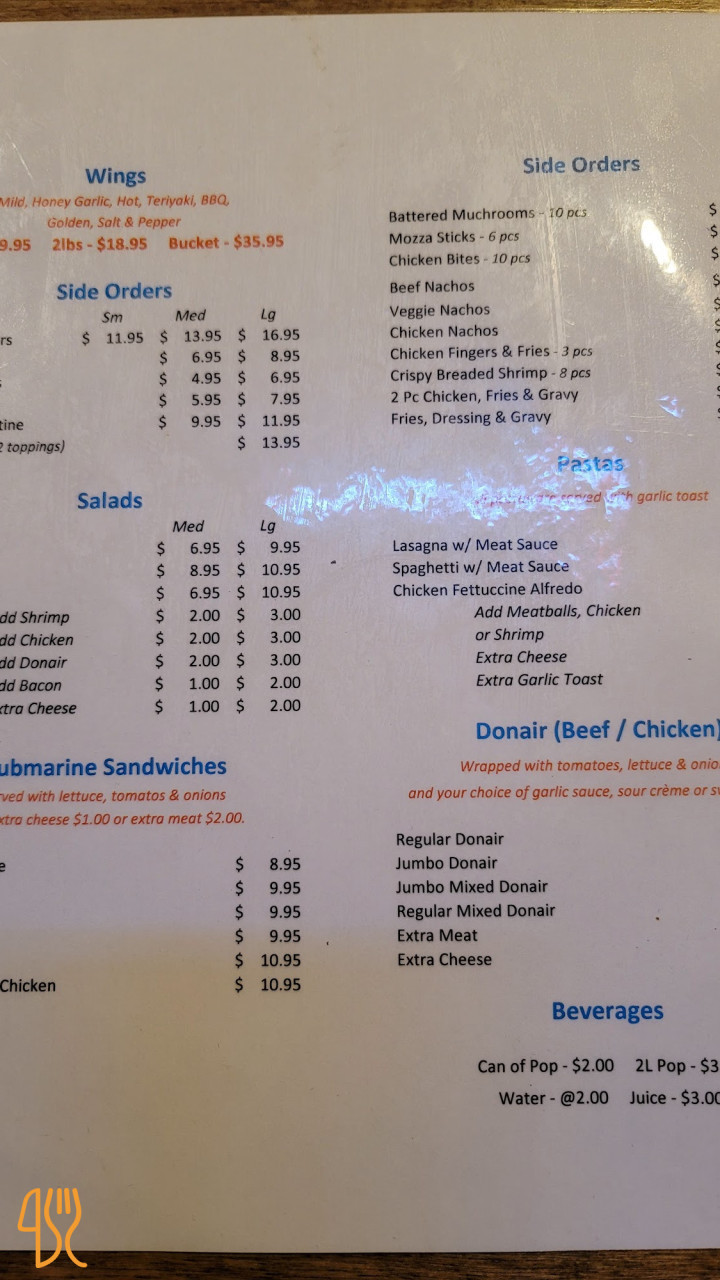 Wings
Mild, Honey Garlic, Hot, Teriyaki, BBQ,
Golden, Salt & Pepper
9.95 2lbs - $18.95 Bucket - $35.95
Side Orders
Sm Med Lg
rs $ 11.95 $ 13.95 $ 16.95
$ 6.95 $ 8.95
$ 4.95 $ 6.95
$ 5.95 $ 7.95
tine $ 9.95 $ 11.95
2 toppings) $ 13.95
Salads
Med Lg
$ 6.95 $ 9.95
$ 8.95 $ 10.95
$ 6.95 $ 10.95
dd Shrimp $ 2.00 $ 3.00
dd Chicken $ 2.00 $ 3.00
dd Donair $ 2.00 $ 3.00
dd Bacon $ 1.00 $ 2.00
xtra Cheese $ 1.00 $ 2.00
ubmarine Sandwiches
rved with lettuce, tomatos & onions
xtra cheese $1.00 or extra meat $2.00.
e $ 8.95
$ 9.95
$ 9.95
$ 9.95
$ 10.95
Chicken $ 10.95
Side Orders
Battered Muchrooms - 10 pcs $
Mozza Sticks - 6 pcs $
Chicken Bites - 10 pcs $
Beef Nachos $
Veggie Nachos $
Chicken Nachos $
Chicken Fingers & Fries - 3 pcs $
Crispy Breaded Shrimp - 8 pcs $
2 Pc Chicken, Fries & Gravy $
Fries, Dressing & Gravy $
Pastas
served with garlic toast
Lasagna w/ Meat Sauce
Spaghetti w/ Meat Sauce
Chicken Fettuccine Alfredo
Add Meatballs, Chicken
or Shrimp
Extra Cheese
Extra Garlic Toast
Donair (Beef / Chicken)
Wrapped with tomatoes, lettuce & onio
and your choice of garlic sauce, sour crème or sw
Regular Donair
Jumbo Donair
Jumbo Mixed Donair
Regular Mixed Donair
Extra Meat
Extra Cheese
Beverages
Can of Pop - $2.00 2L Pop - $3
Water - @2.00 Juice - $3.00